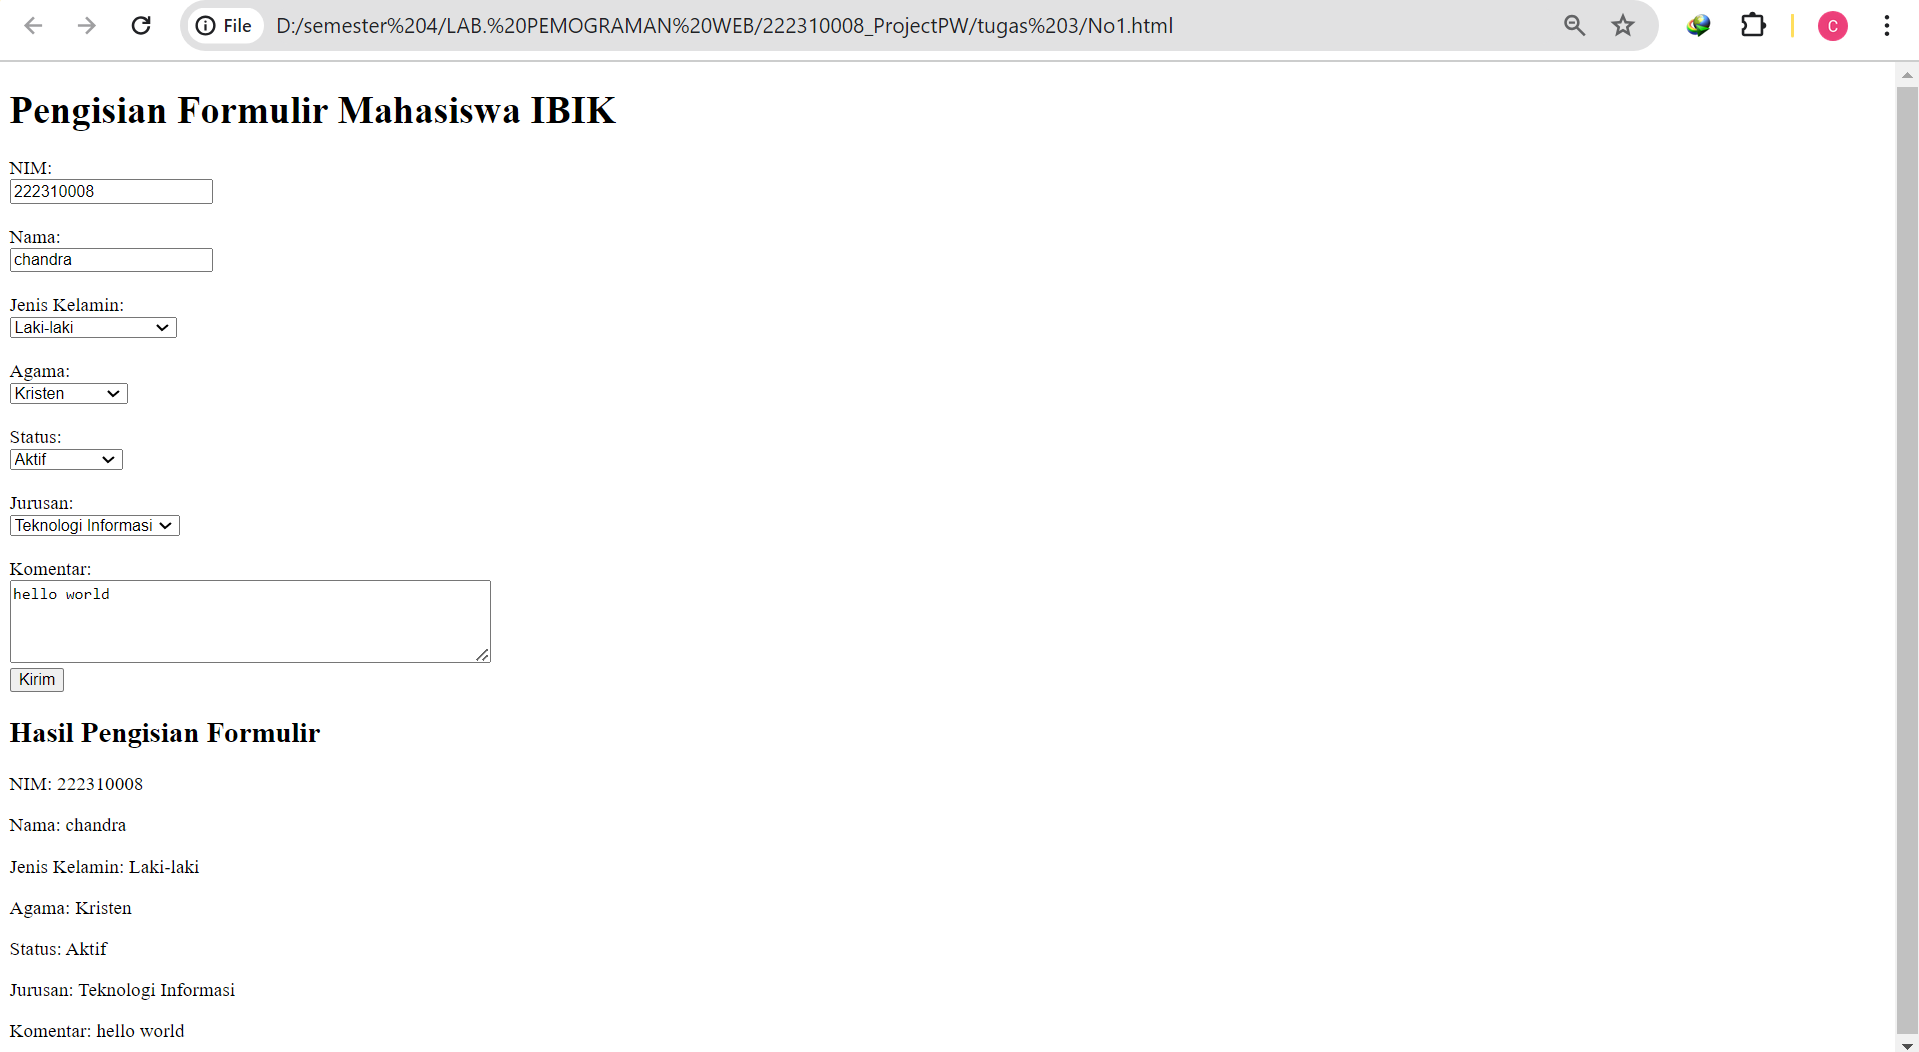 File D:/semester%204/LAB.%20PEMOGRAMAN%20WEB/222310008_ProjectPW/tugas%203/No1.html C
Pengisian Formulir Mahasiswa IBIK
NIM:
222310008
Nama:
chandra
Jenis Kelamin:
Laki-laki
Agama:
Kristen
Status:
Aktif
Jurusan:
Teknologi Informasi
Komentar:
hello world
Kirim
Hasil Pengisian Formulir
NIM: 222310008
Nama: chandra
Jenis Kelamin: Laki-laki
Agama: Kristen
Status: Aktif
Jurusan: Teknologi Informasi
Komentar: hello world